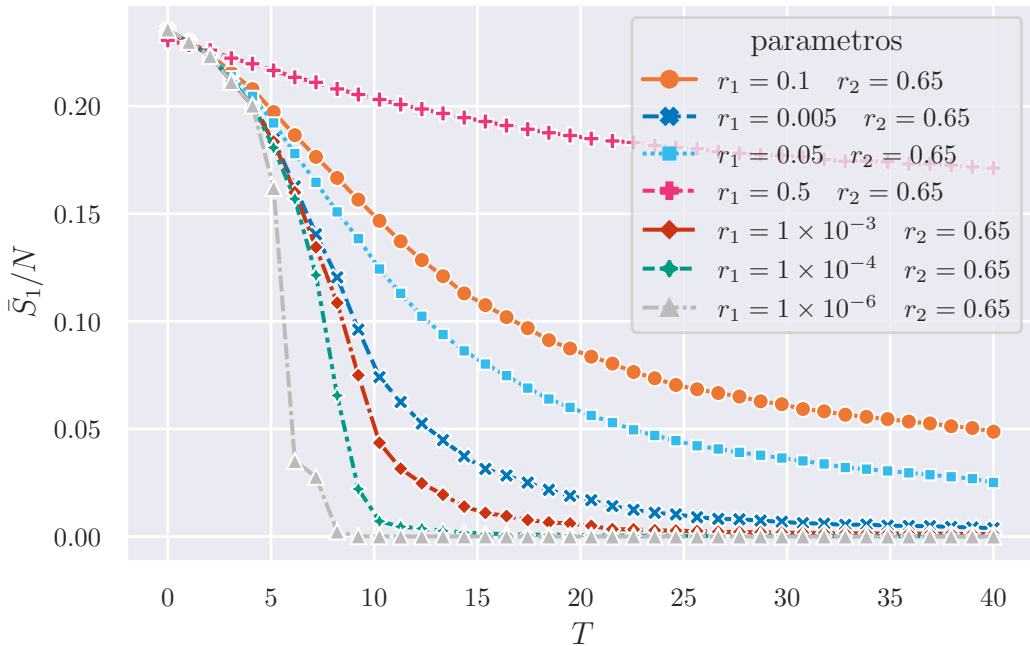 0.20
0.15
0.10
0.05
0.00
S̄₁/N
0 5 10 15 20 25 30 35 40
T
parametros
r₁ = 0.1 r₂ = 0.65
r₁ = 0.005 r₂ = 0.65
r₁ = 0.05 r₂ = 0.65
r₁ = 0.5 r₂ = 0.65
r₁ = 1 × 10⁻³ r₂ = 0.65
r₁ = 1 × 10⁻⁴ r₂ = 0.65
r₁ = 1 × 10⁻⁶ r₂ = 0.65